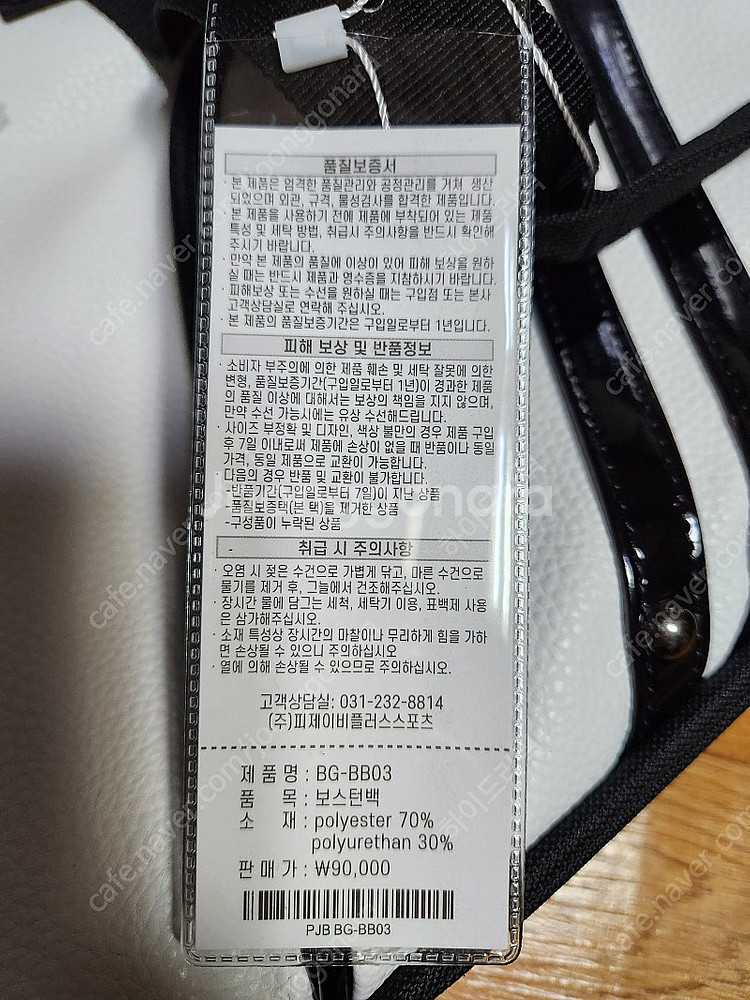 품질보증서
· 본 제품은 엄격한 품질관리와 공정관리를 거쳐 생산
되었으며 외관, 규격, 물성검사를 합격한 제품입니다.
· 본 제품을 사용하기 전에 제품에 부착되어 있는 제품
특성 및 세탁 방법, 취급시 주의사항을 반드시 확인해
주시기 바랍니다.
· 만약 본 제품의 품질에 이상이 있어 피해 보상을 원하
실 때는 반드시 제품과 영수증을 지참하시기 바랍니다.
· 피해보상 또는 수선을 원하실 때는 구입점 또는 본사
고객상담실로 연락해 주십시오.
· 본 제품의 품질보증기간은 구입일로부터 1년입니다.
피해 보상 및 반품정보
· 소비자 부주의에 의한 제품 훼손 및 세탁 잘못에 의한
변형, 품질보증기간(구입일로부터 1년)이 경과한 제품
의 품질 이상에 대해서는 보상의 책임을 지지 않으며,
만약 수선 가능시에는 유상 수선해드립니다.
· 사이즈 부정확 및 디자인, 색상 불만의 경우 제품 구입
후 7일 이내로써 제품에 손상이 없을 때 반품이나 동일
가격, 동일 제품으로 교환이 가능합니다.
· 다음의 경우 반품 및 교환이 불가합니다.
-반품기간(구입일로부터 7일)이 지난 상품
-품질보증택(본 택)을 제거한 상품
-구성품이 누락된 상품
- 취급 시 주의사항
· 오염 시 젖은 수건으로 가볍게 닦고, 마른 수건으로
물기를 제거 후, 그늘에서 건조해주십시오.
· 장시간 물에 담그는 세척, 세탁기 이용, 표백제 사용
은 삼가해주십시오.
· 소재 특성상 장시간의 마찰이나 무리하게 힘을 가하
면 손상될 수 있으니 주의하십시오
· 열에 의해 손상될 수 있으므로 주의하십시오.
고객상담실: 031-232-8814
(주)피제이비플러스스포츠
제 품 명 : BG-BB03
품 목 : 보스턴백
소 재 : polyester 70%
polyurethan 30%
판 매 가 : ₩90,000
PJB BG-BB03